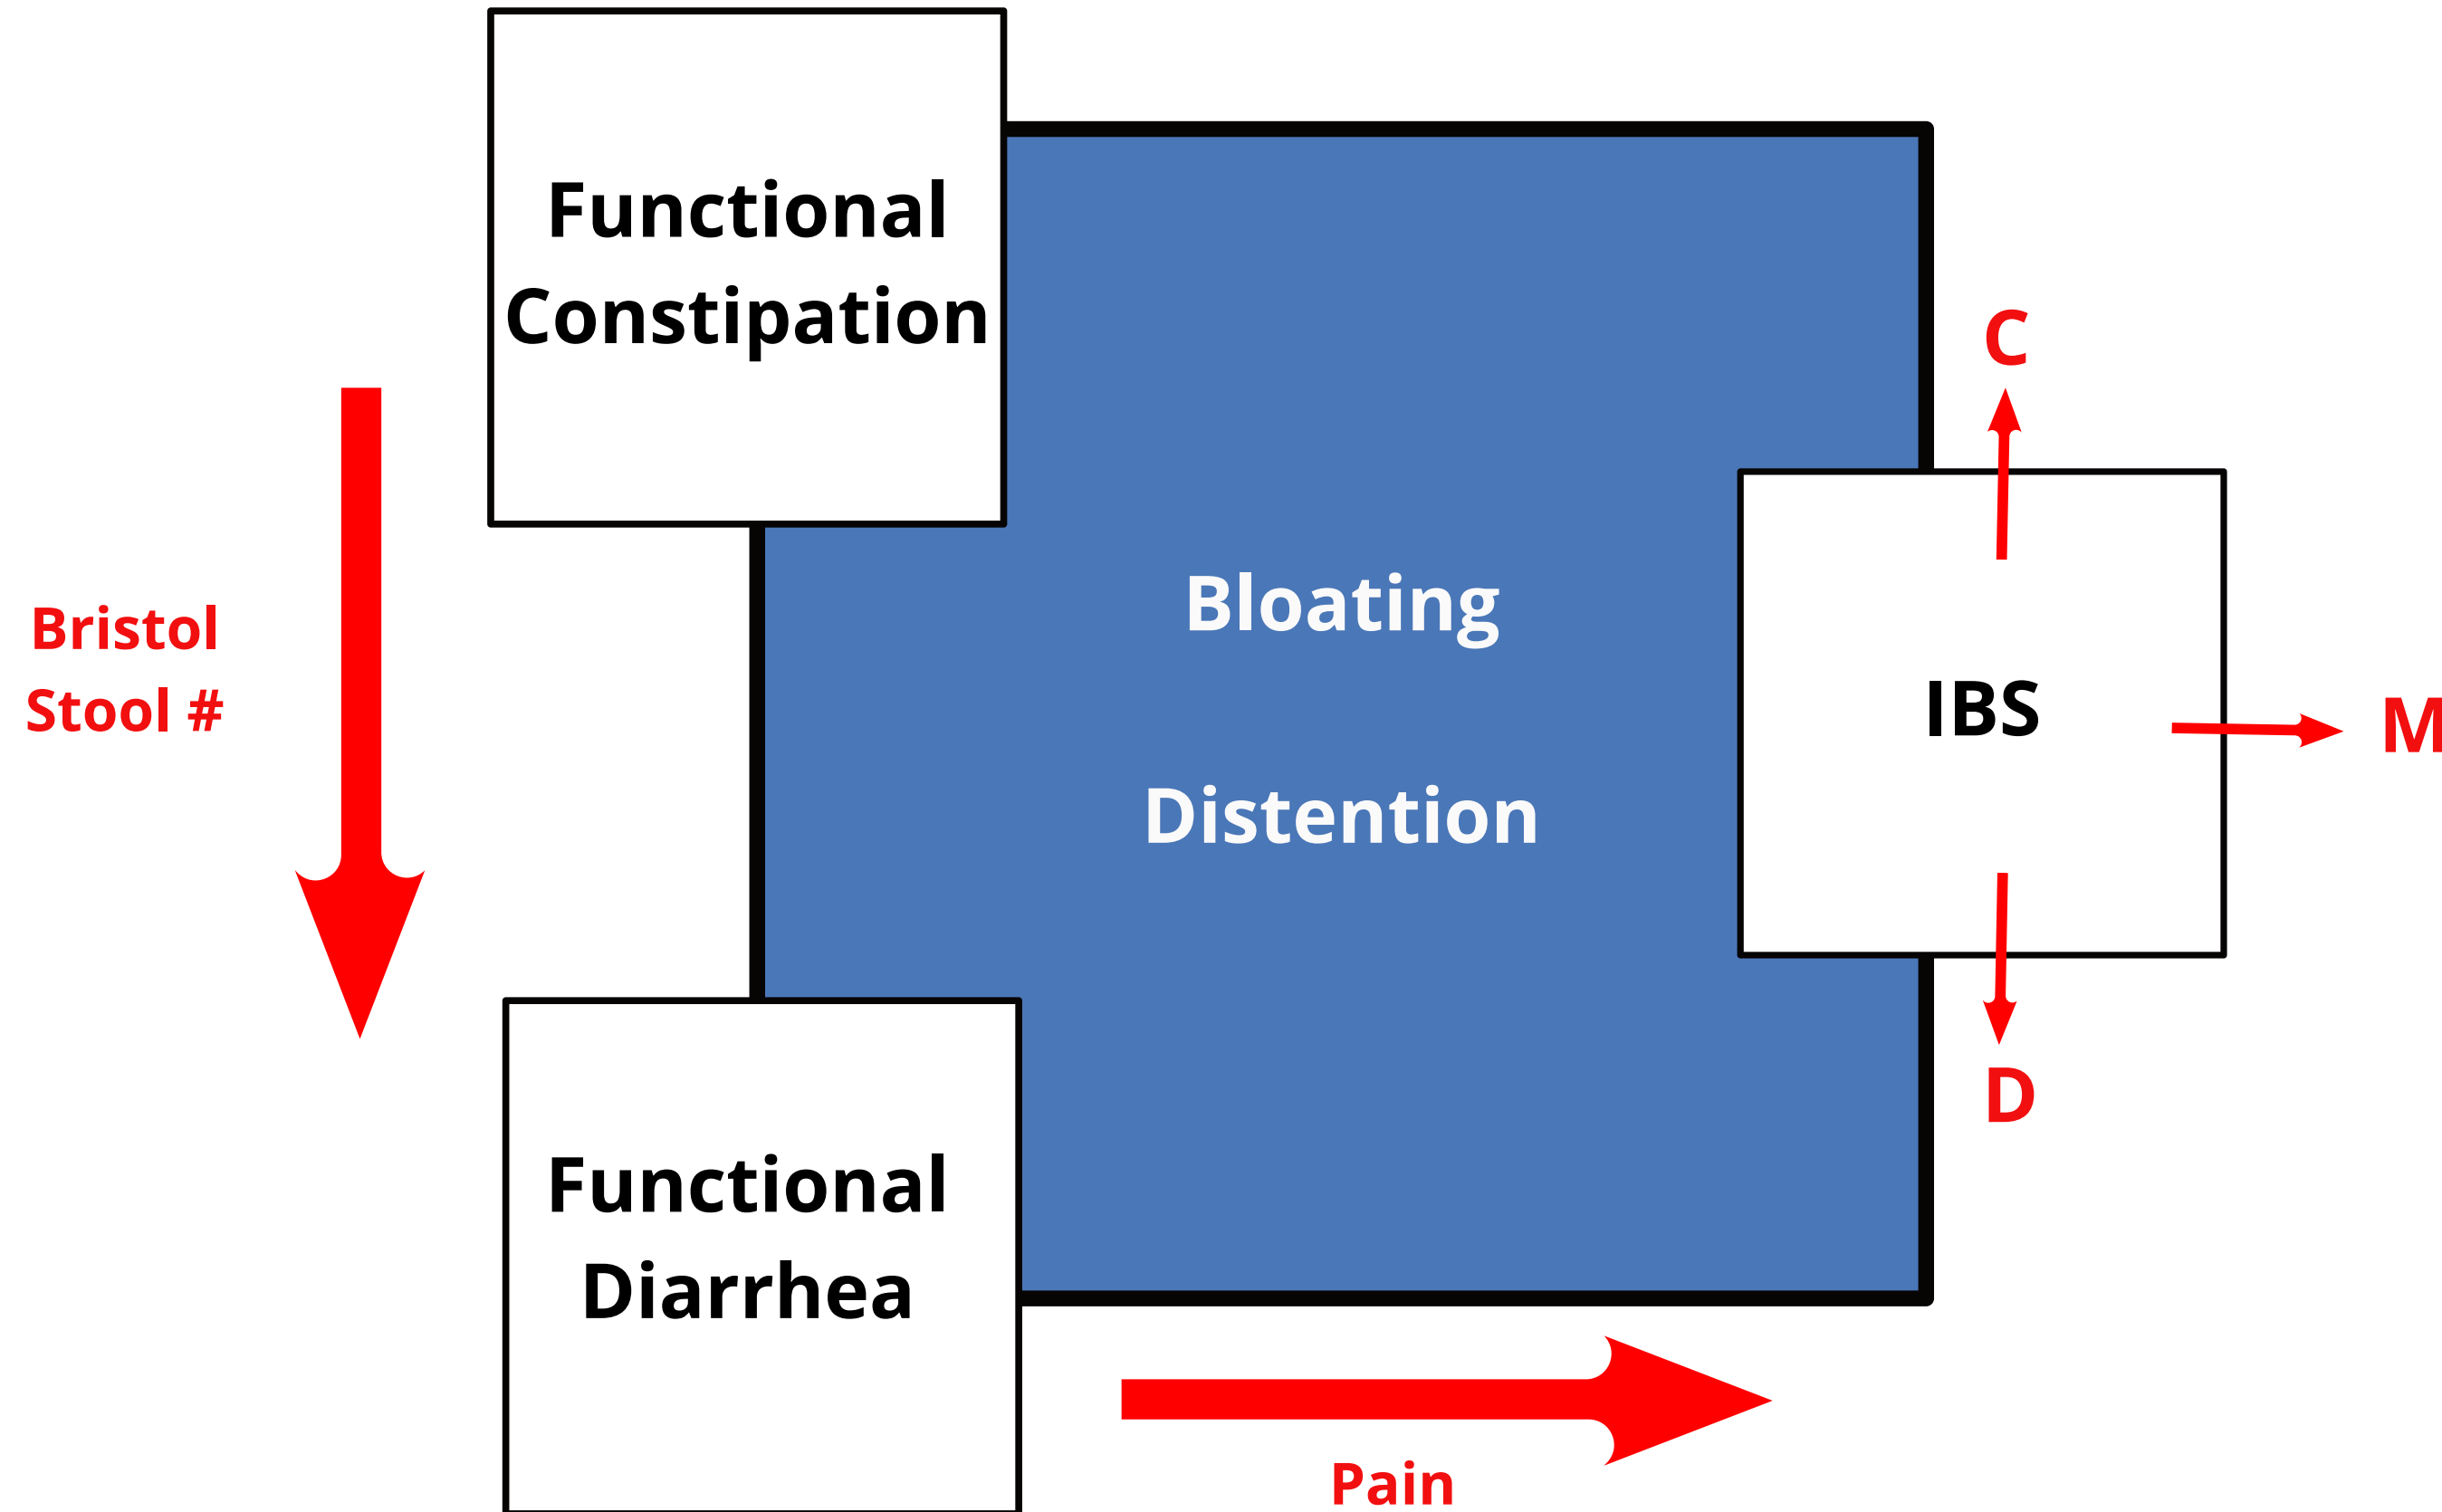 Functional
Constipation
C
Bristol
Stool #
Bloating
Distention
IBS
M
D
Functional
Diarrhea
Pain